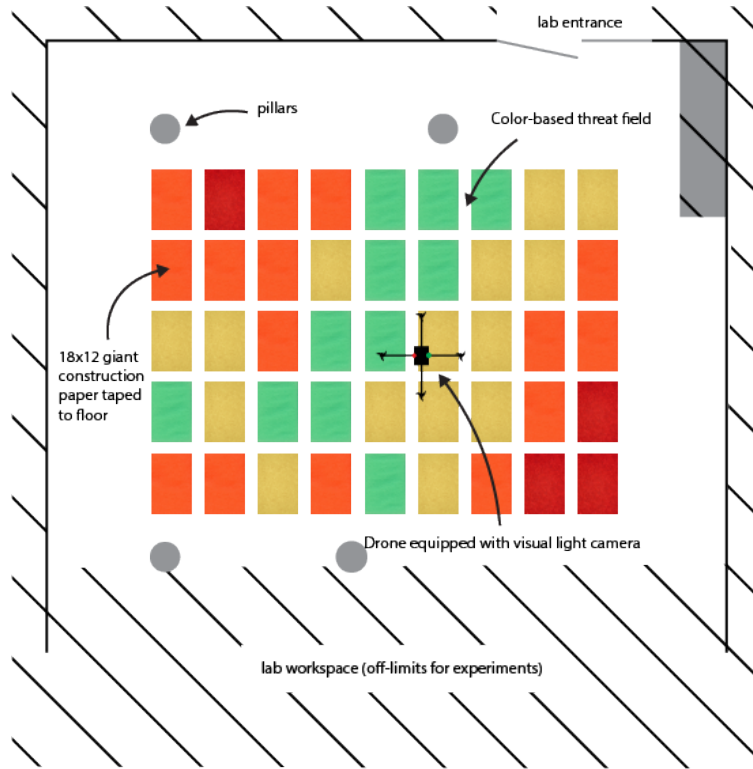 lab entrance
pillars
Color-based threat field
18x12 giant
construction
paper taped
to floor
Drone equipped with visual light camera
lab workspace (off-limits for experiments)